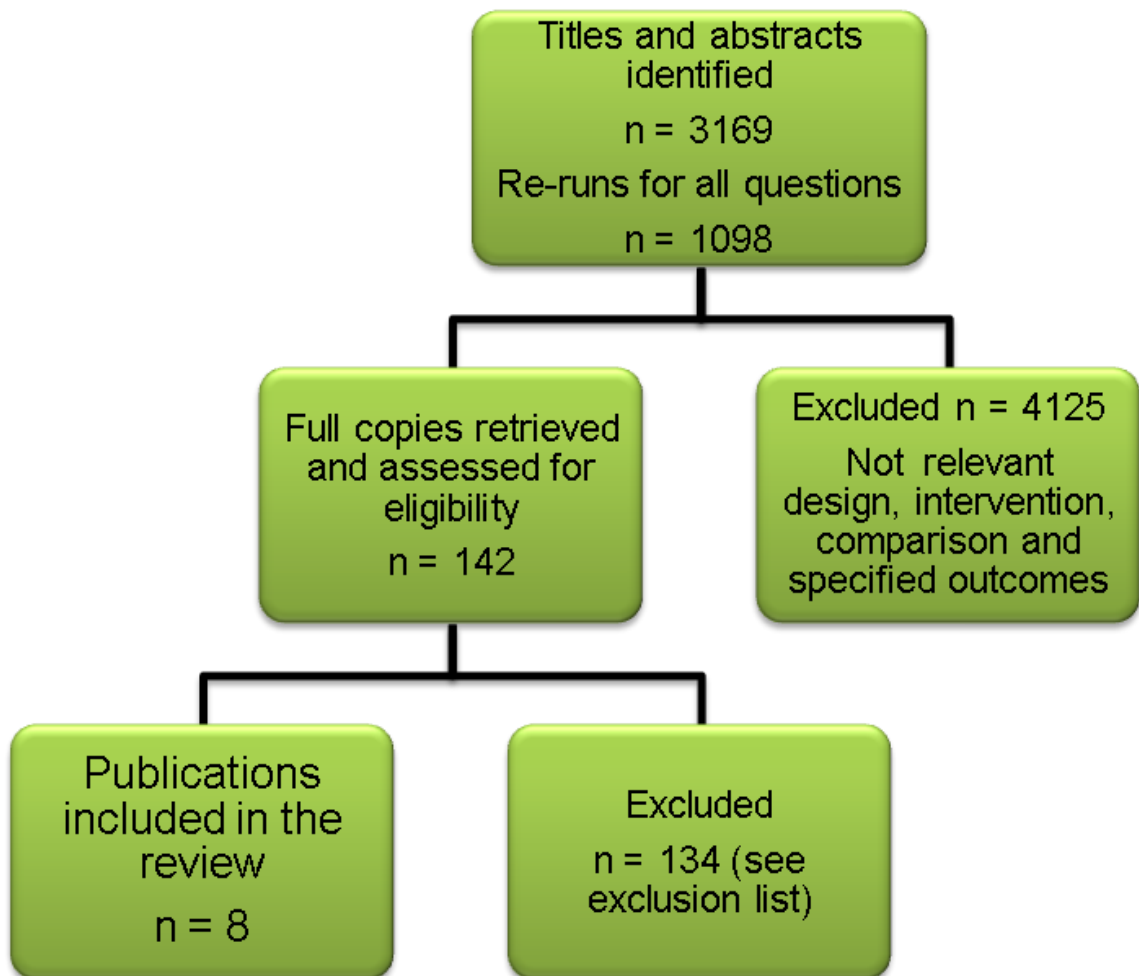 Titles and abstracts
identified
n = 3169
Re-runs for all questions
n = 1098
Full copies retrieved
and assessed for
eligibility
n = 142
Excluded n = 4125
Not relevant
design, intervention,
comparison and
specified outcomes
Publications
included in the
review
n = 8
Excluded
n = 134 (see
exclusion list)